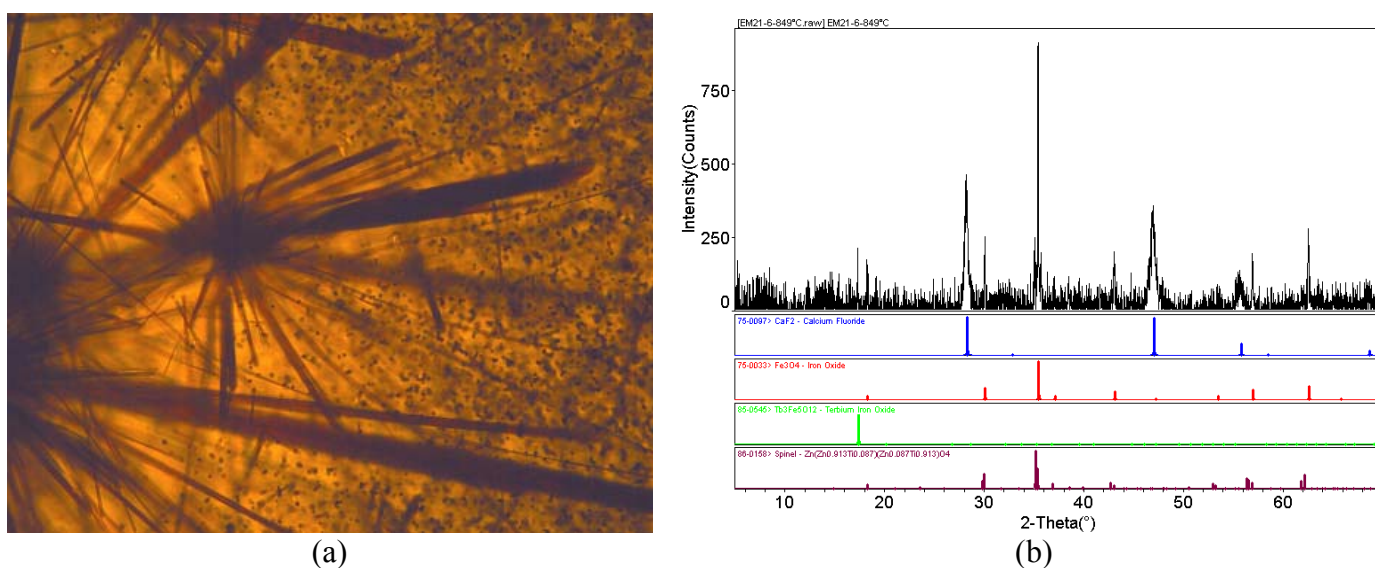 [EM21-6-849°C.raw] EM21-6-849°C
Intensity(Counts)
750
500
250
0
75-0097> CaF2 - Calcium Fluoride
75-0033> Fe3O4 - Iron Oxide
85-0545> Tb3Fe5O12 - Terbium Iron Oxide
86-0158> Spinel - Zn(Zn0.913Ti0.087)(Zn0.087Ti0.913)O4
10 20 30 40 50 60
2-Theta(°)
(a) (b)